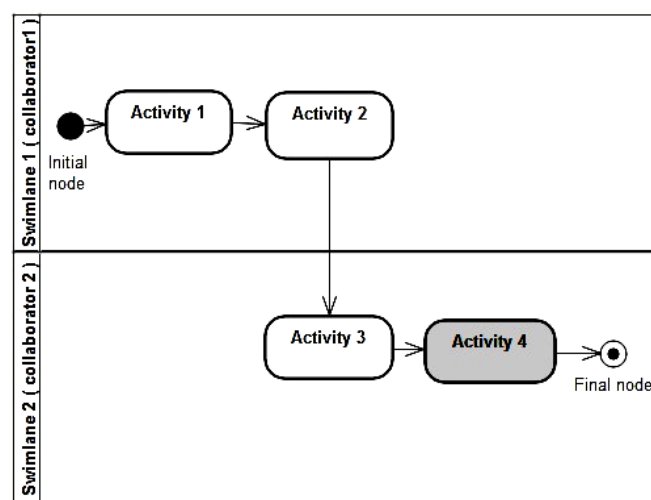 Swimlane 1 ( collaborator1 )
Activity 1
Activity 2
Initial
node
Swimlane 2 ( collaborator 2 )
Activity 3
Activity 4
Final node